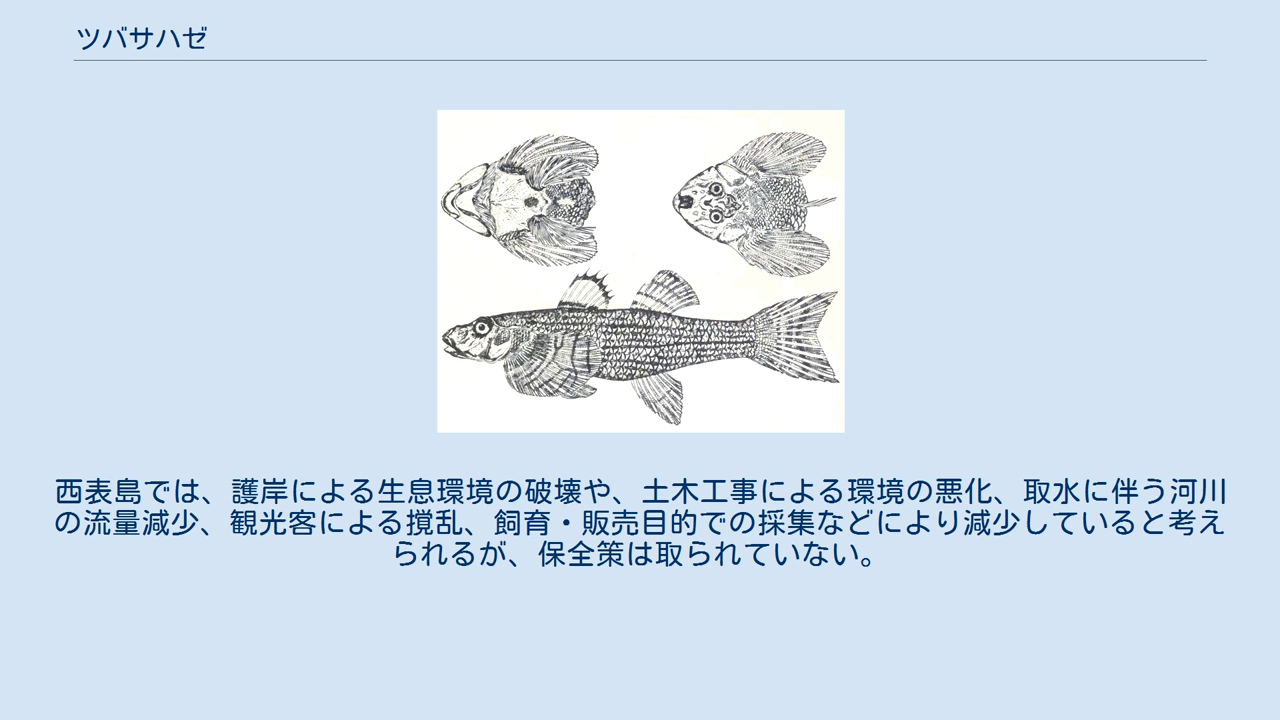 ツバサハゼ
西表島では、護岸による生息環境の破壊や、土木工事による環境の悪化、取水に伴う河川
の流量減少、観光客による撹乱、飼育・販売目的での採集などにより減少していると考え
られるが、保全策は取られていない。